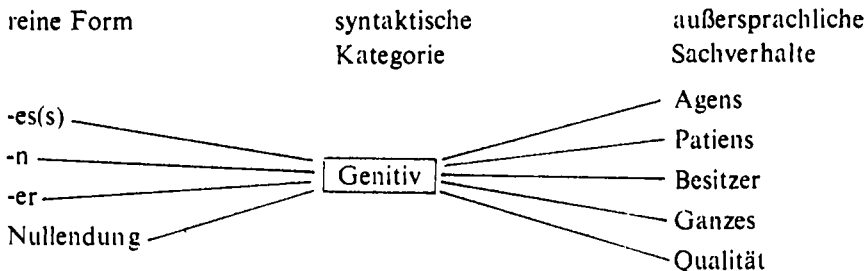 reine Form syntaktische außersprachliche
Kategorie Sachverhalte
-es(s)
-n
-er
Nullendung
Genitiv
Agens
Patiens
Besitzer
Ganzes
Qualität